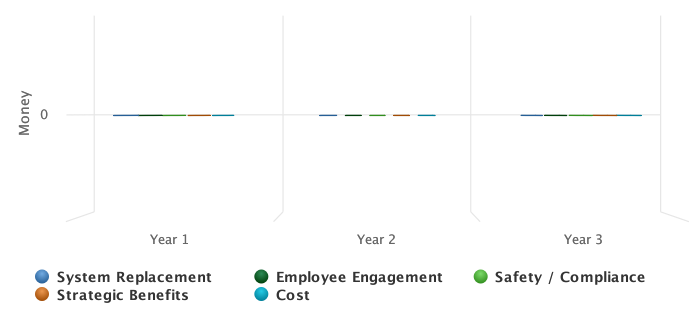 Money
0
Year 1 Year 2 Year 3
System Replacement Employee Engagement Safety / Compliance
Strategic Benefits Cost